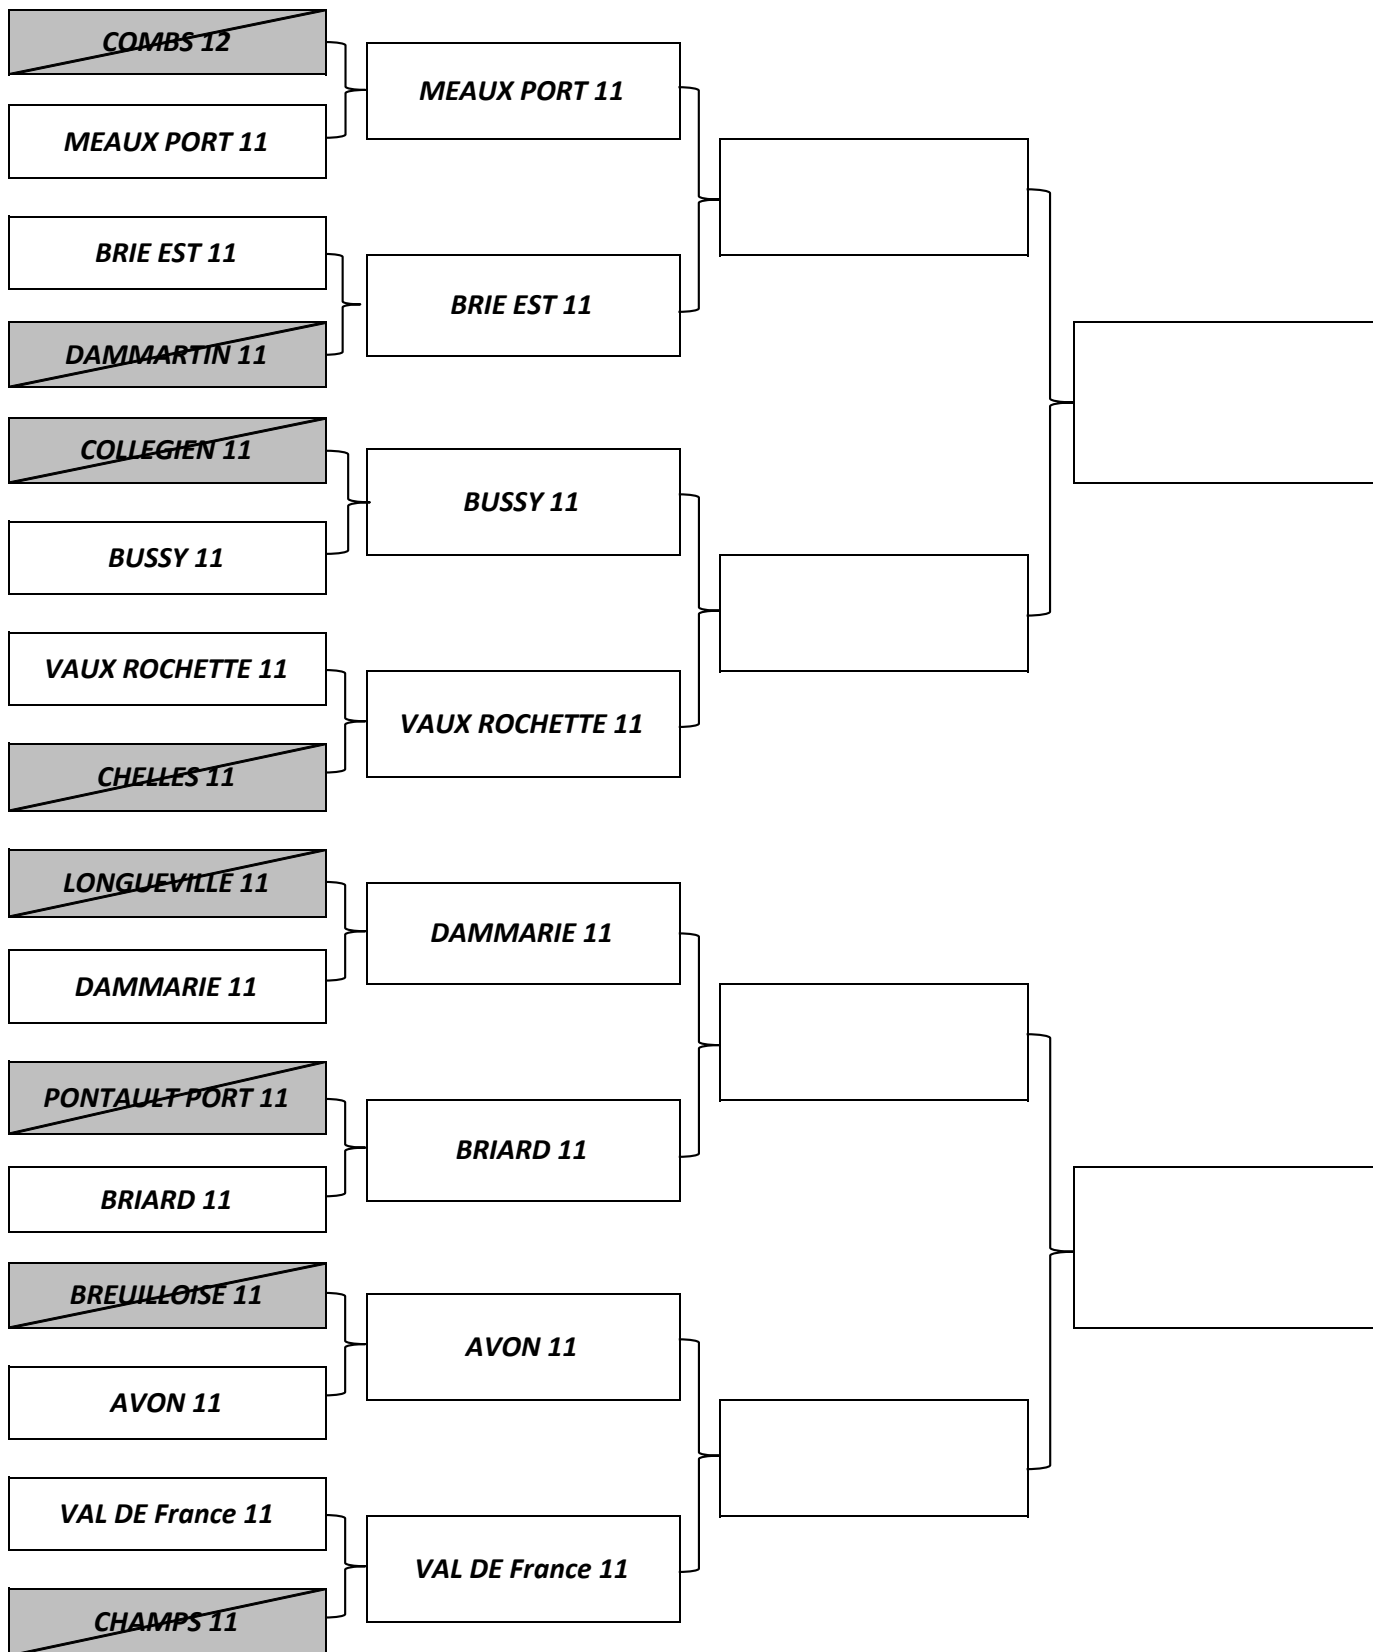 COMBS 12
MEAUX PORT 11
MEAUX PORT 11
BRIE EST 11
BRIE EST 11
DAMMARTIN 11
COLLEGIEN 11
BUSSY 11
BUSSY 11
VAUX ROCHETTE 11
VAUX ROCHETTE 11
CHELLES 11
LONGUEVILLE 11
DAMMARIE 11
DAMMARIE 11
PONTAULT PORT 11
BRIARD 11
BRIARD 11
BREUILLOISE 11
AVON 11
AVON 11
VAL DE France 11
VAL DE France 11
CHAMPS 11